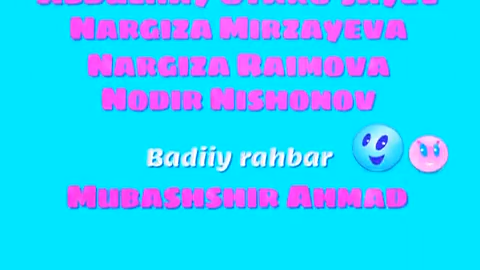 Nargiza Mirzayeva
Nargiza Raimova
Nodir Nishonov
Badiiy rahbar
Mubashshir Ahmad